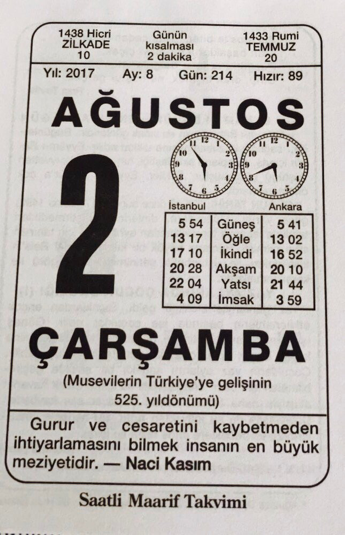 1438 Hicri Günün 1433 Rumi
ZİLKADE kısalması TEMMUZ
10 2 dakika 20
Yıl: 2017 Ay: 8 Gün: 214 Hızır: 89
AĞUSTOS
2
İstanbul Ankara
5 54 Güneş 5 41
13 17 Öğle 13 02
17 10 İkindi 16 52
20 28 Akşam 20 10
22 04 Yatsı 21 44
4 09 İmsak 3 59
ÇARŞAMBA
(Musevilerin Türkiye'ye gelişinin
525. yıldönümü)
Gurur ve cesaretini kaybetmeden
ihtiyarlamasını bilmek insanın en büyük
meziyetidir. — Naci Kasım
Saatli Maarif Takvimi